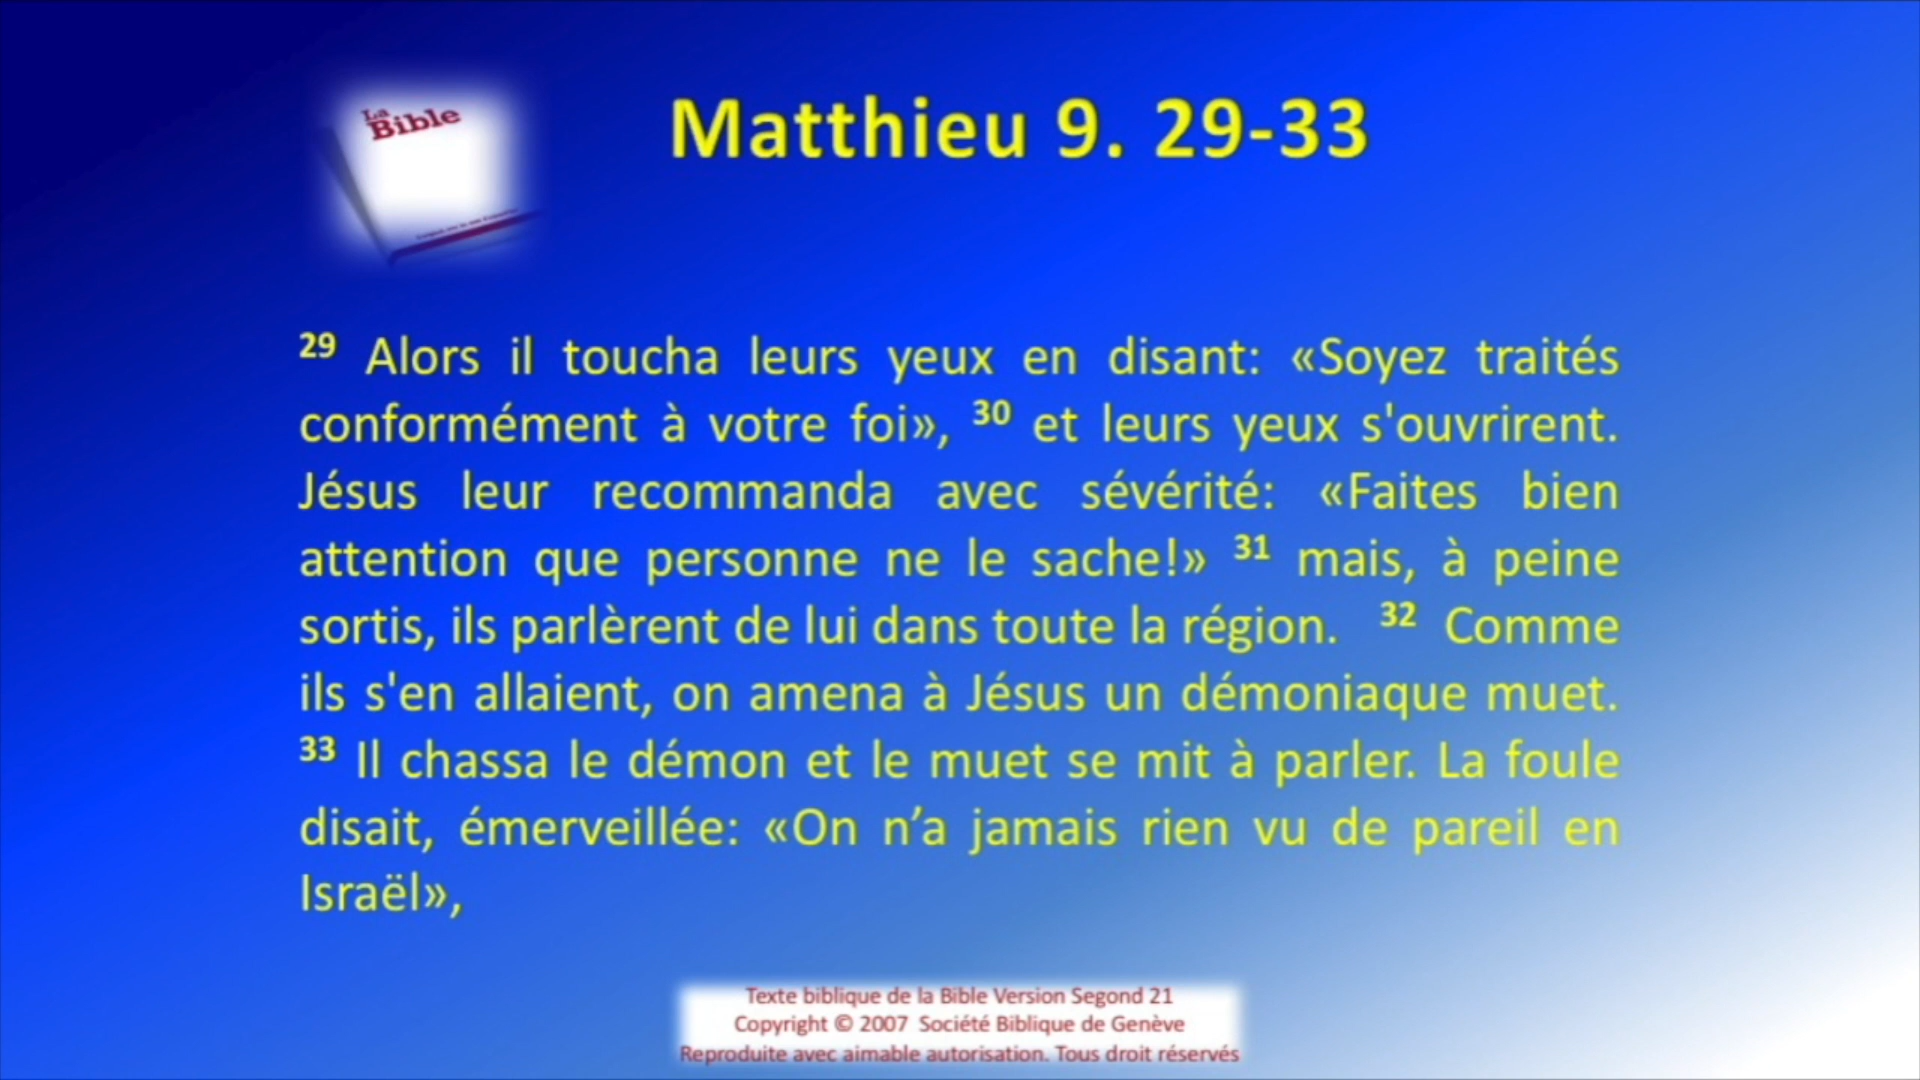 La
Bible
Matthieu 9. 29-33
29 Alors il toucha leurs yeux en disant: «Soyez traités
conformément à votre foi», 30 et leurs yeux s'ouvrirent.
Jésus leur recommanda avec sévérité: «Faites bien
attention que personne ne le sache!» 31 mais, à peine
sortis, ils parlèrent de lui dans toute la région. 32 Comme
ils s'en allaient, on amena à Jésus un démoniaque muet.
33 Il chassa le démon et le muet se mit à parler. La foule
disait, émerveillée: «On n’a jamais rien vu de pareil en
Israël»,
Texte biblique de la Bible Version Segond 21
Copyright © 2007 Société Biblique de Genève
Reproduite avec aimable autorisation. Tous droit réservés